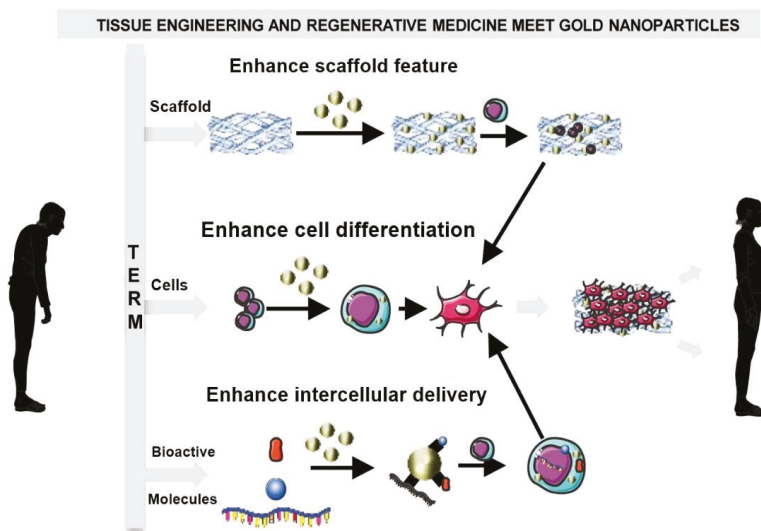 TISSUE ENGINEERING AND REGENERATIVE MEDICINE MEET GOLD NANOPARTICLES
Enhance scaffold feature
Scaffold
Enhance cell differentiation
TERM
Cells
Enhance intercellular delivery
Bioactive
Molecules